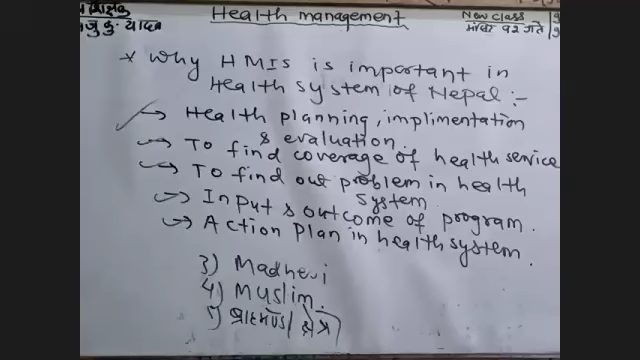 Health management
New class
* Why HMIS is important in
Health system of Nepal :-
→ Health planning, implimentation
& evaluation.
→ To find coverage of health service
→ To find out problem in health
system
→ Input & outcome of program.
→ Action plan in health system.
3) Madhesi
4) Muslim.
5) ब्राह्मण / क्षेत्री